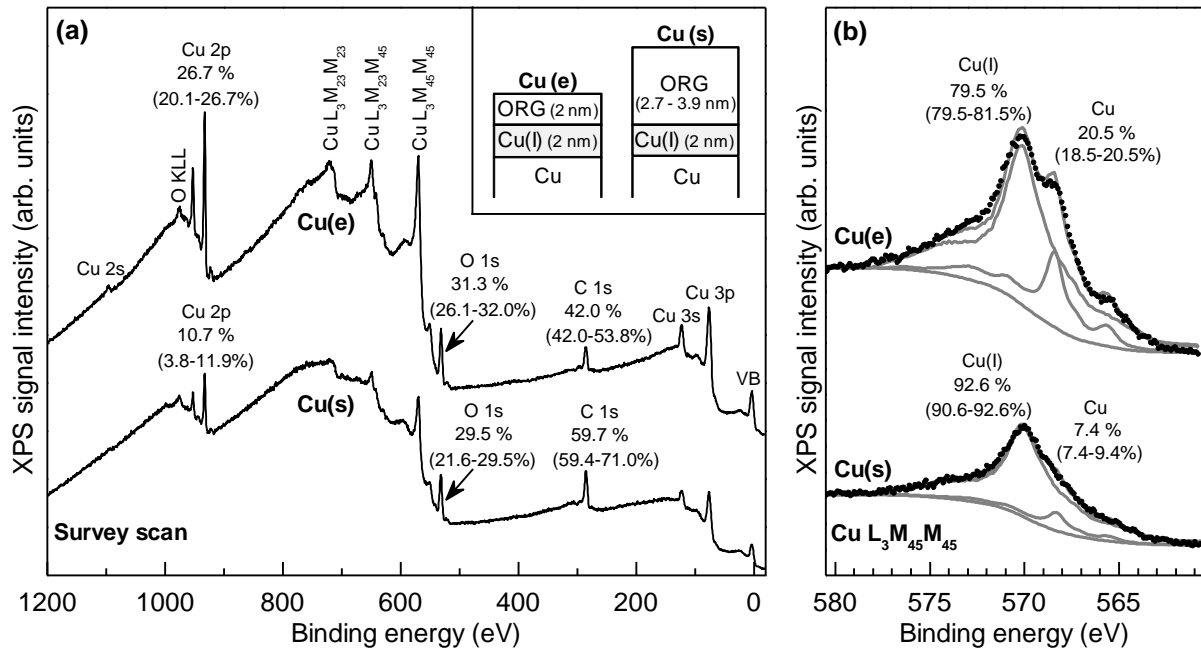 (a)
Cu 2p
26.7 %
(20.1-26.7%)
O KLL
Cu 2s
Cu L₃M₂₃M₂₃
Cu L₃M₂₃M₄₅
Cu L₃M₄₅M₄₅
Cu(e)
Cu (e)
ORG (2 nm)
Cu(I) (2 nm)
Cu
Cu (s)
ORG
(2.7 - 3.9 nm)
Cu(I) (2 nm)
Cu
O 1s
31.3 %
(26.1-32.0%)
C 1s
42.0 %
(42.0-53.8%)
Cu 3s
Cu 3p
VB
Cu 2p
10.7 %
(3.8-11.9%)
Cu(s)
O 1s
29.5 %
(21.6-29.5%)
C 1s
59.7 %
(59.4-71.0%)
Survey scan
XPS signal intensity (arb. units)
1200 1000 800 600 400 200 0
Binding energy (eV)
(b)
Cu(I)
79.5 %
(79.5-81.5%)
Cu
20.5 %
(18.5-20.5%)
Cu(e)
Cu(I)
92.6 %
(90.6-92.6%)
Cu
7.4 %
(7.4-9.4%)
Cu(s)
Cu L₃M₄₅M₄₅
XPS signal intensity (arb. units)
580 575 570 565
Binding energy (eV)